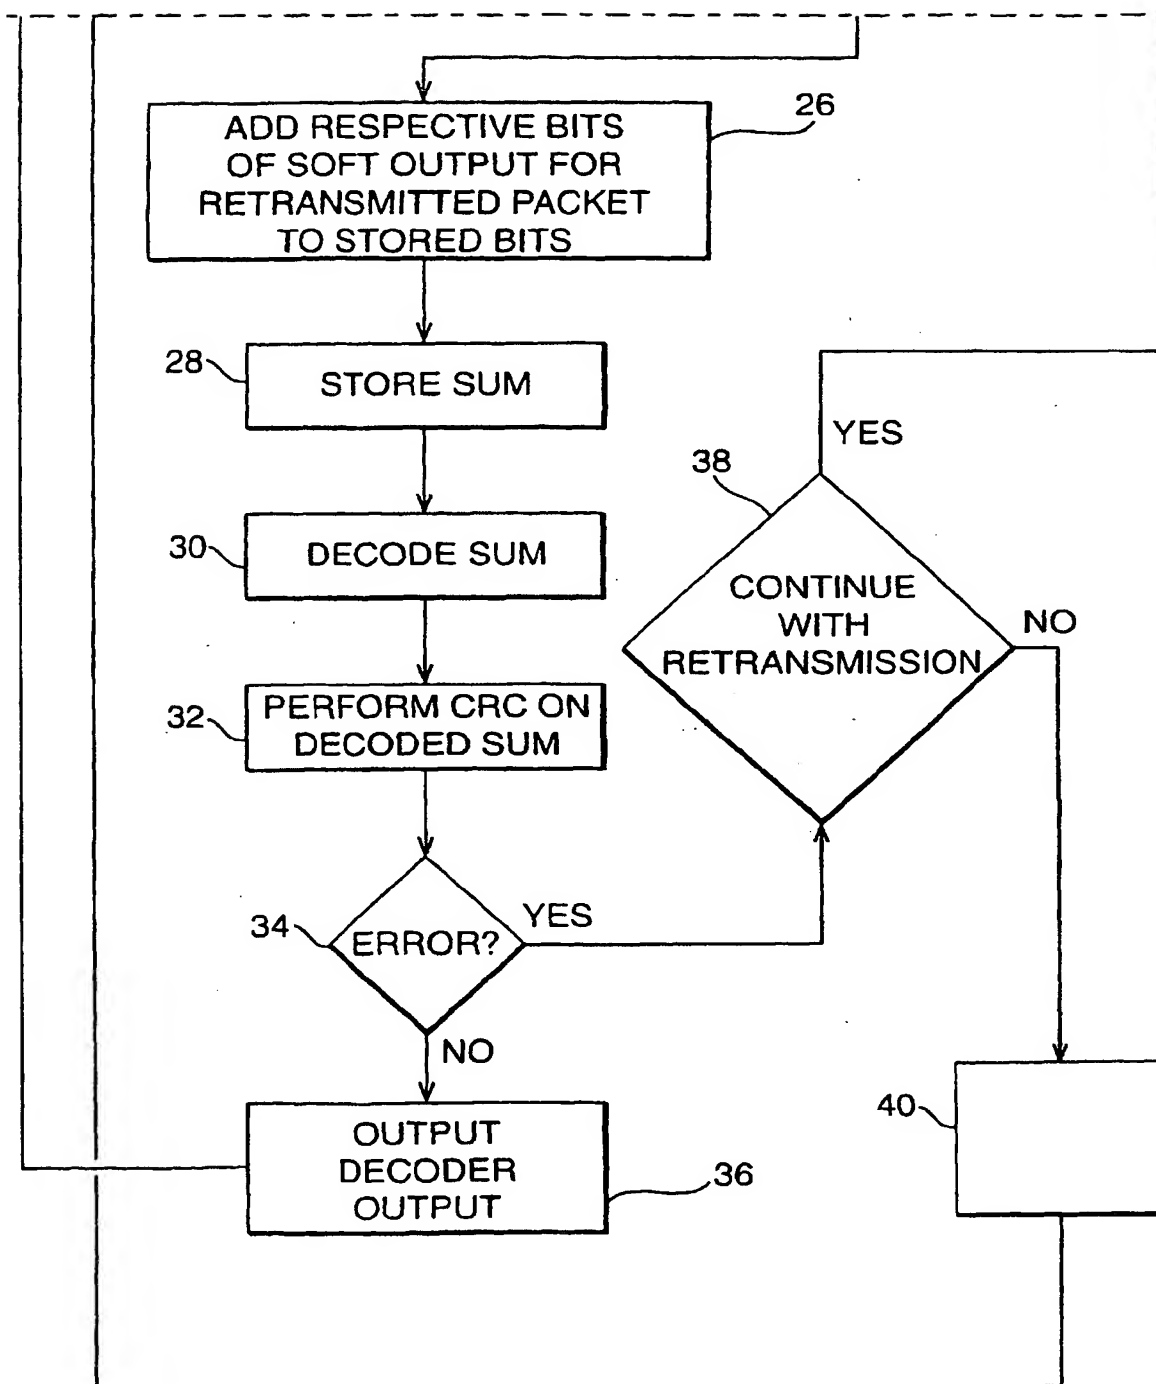 26
ADD RESPECTIVE BITS
OF SOFT OUTPUT FOR
RETRANSMITTED PACKET
TO STORED BITS
28
STORE SUM
YES
38
30
DECODE SUM
CONTINUE
WITH
RETRANSMISSION
NO
32
PERFORM CRC ON
DECODED SUM
34
ERROR?
YES
NO
40
OUTPUT
DECODER
OUTPUT
36